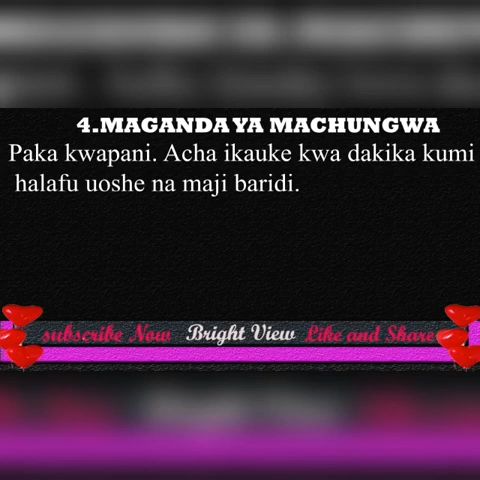 4.MAGANDA YA MACHUNGWA
Paka kwapani. Acha ikauke kwa dakika kumi
halafu uoshe na maji baridi.
subscribe Now Bright View Like and Share